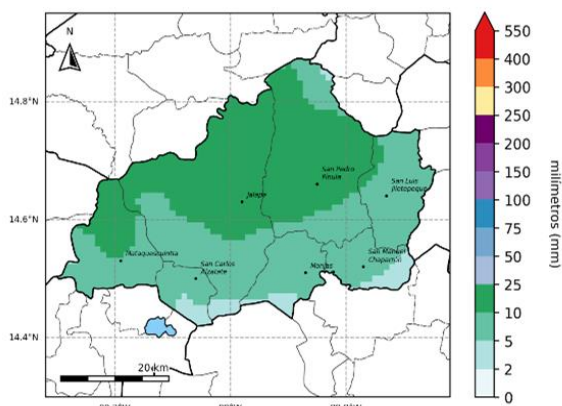 N
14.8°N
14.6°N
14.4°N
San Pedro
Pinula
Jalapa
San Luis
Jilotepeque
Mataquescuintla
San Carlos
Alzatate
Monjas
San Manuel
Chaparrón
20 km
550
400
300
250
200
150
100
75
50
25
10
5
2
0
milímetros (mm)